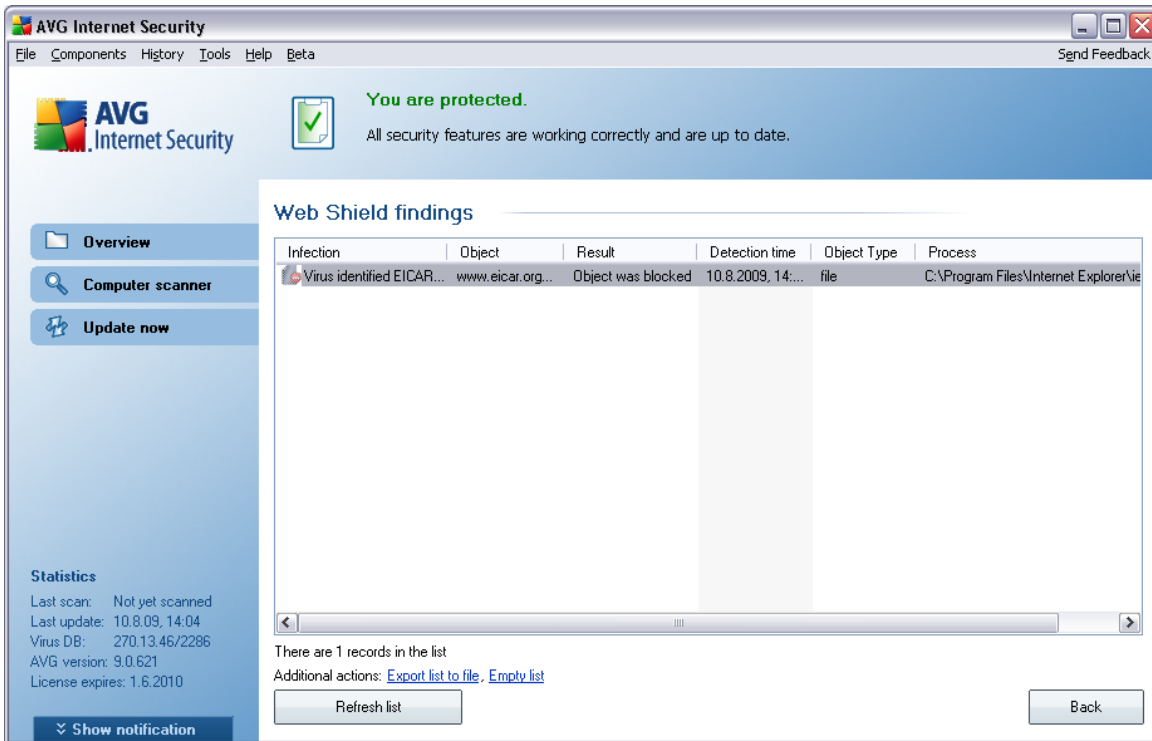 AVG Internet Security
File Components History Tools Help Beta Send Feedback
AVG
Internet Security
You are protected.
All security features are working correctly and are up to date.
Overview
Computer scanner
Update now
Web Shield findings
Infection Object Result Detection time Object Type Process
Virus identified EICAR... www.eicar.org... Object was blocked 10.8.2009, 14:... file C:\Program Files\Internet Explorer\ie
There are 1 records in the list
Additional actions: Export list to file, Empty list
Refresh list Back
Statistics
Last scan: Not yet scanned
Last update: 10.8.09, 14:04
Virus DB: 270.13.46/2286
AVG version: 9.0.621
License expires: 1.6.2010
Show notification